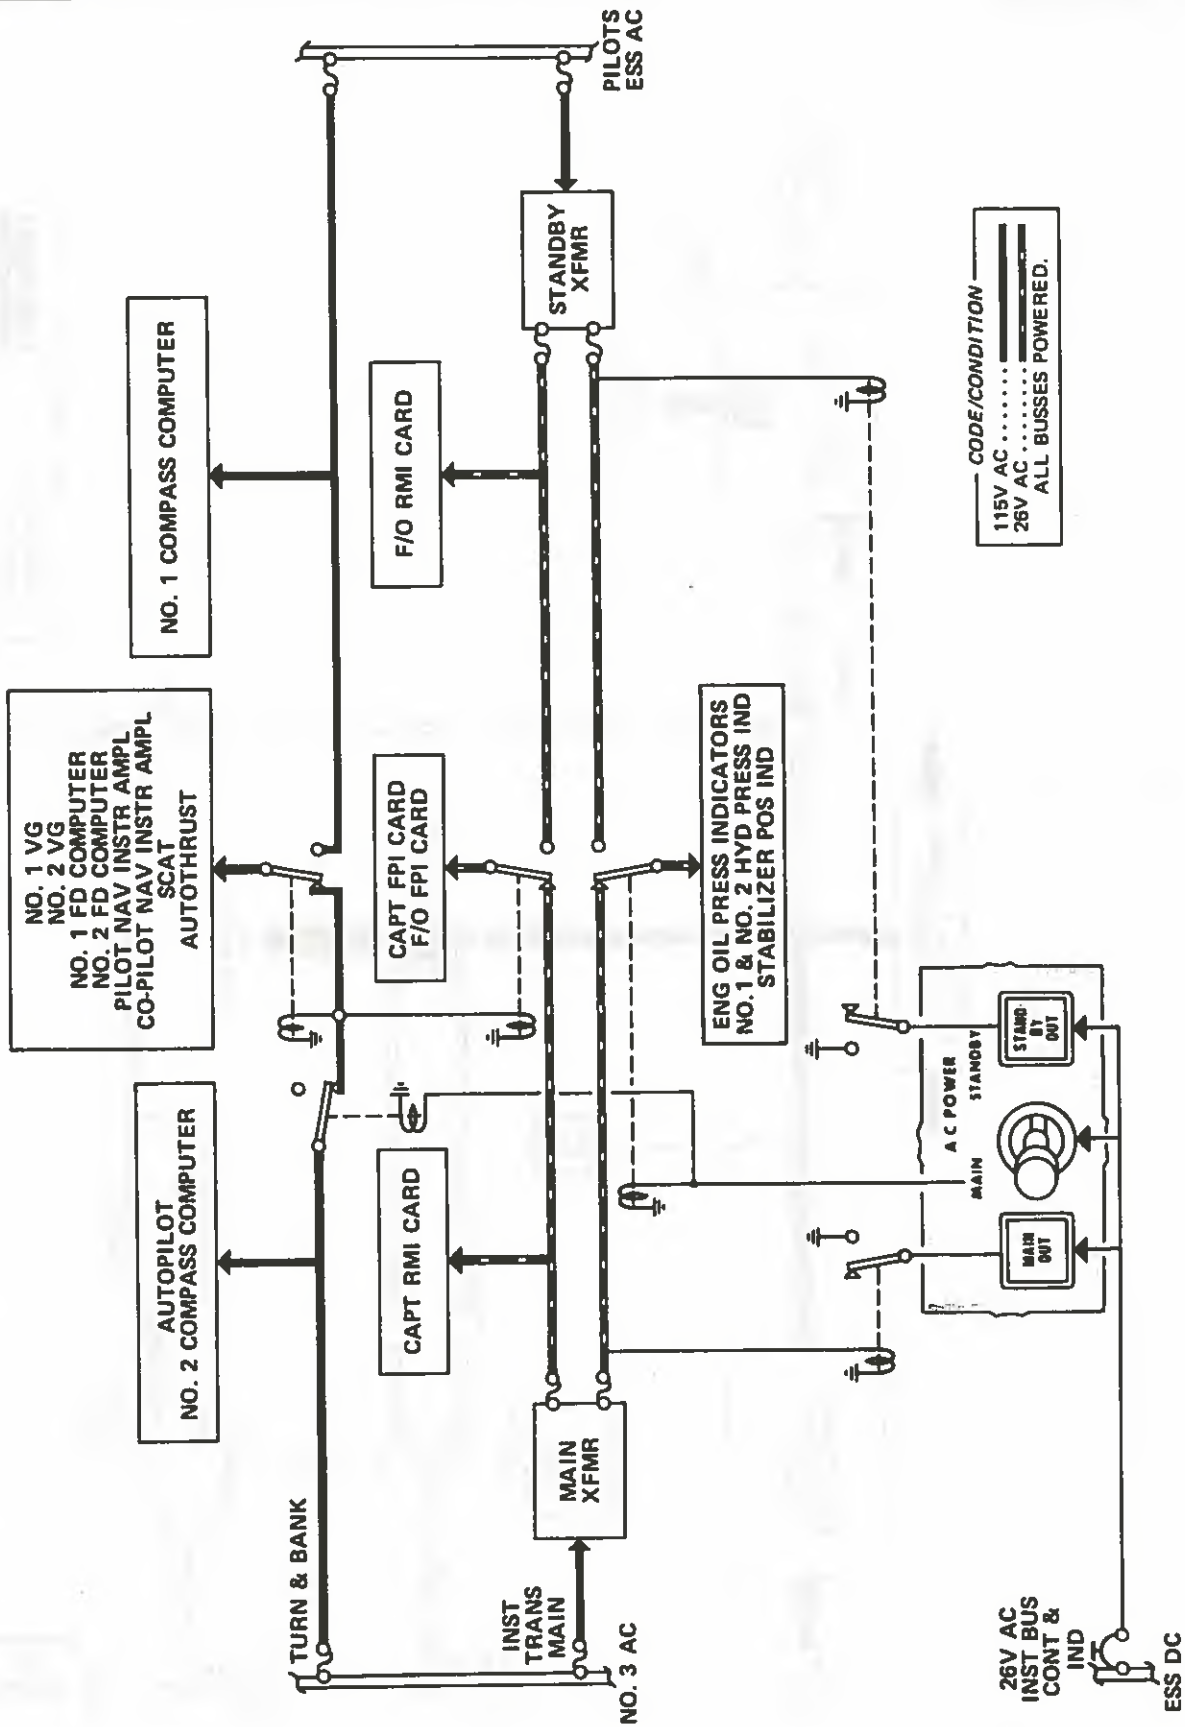 NO. 1 VG
NO. 2 VG
NO. 1 FD COMPUTER
NO. 2 FD COMPUTER
PILOT NAV INSTR AMPL
CO-PILOT NAV INSTR AMPL
SCAT
AUTOTHRUST
AUTOPILOT
NO. 2 COMPASS COMPUTER
NO. 1 COMPASS COMPUTER
TURN & BANK
CAPT RMI CARD
CAPT FPI CARD
F/O FPI CARD
F/O RMI CARD
INST
TRANS
MAIN
NO. 3 AC
MAIN
XFMR
STANDBY
XFMR
PILOTS
ESS AC
ENG OIL PRESS INDICATORS
NO. 1 & NO. 2 HYD PRESS IND
STABILIZER POS IND
AC POWER
MAIN
STANDBY
MAIN
OUT
STAND
BY
OUT
26V AC
INST BUS
CONT &
IND
ESS DC
CODE/CONDITION
115V AC .......
26V AC ........
ALL BUSSES POWERED.